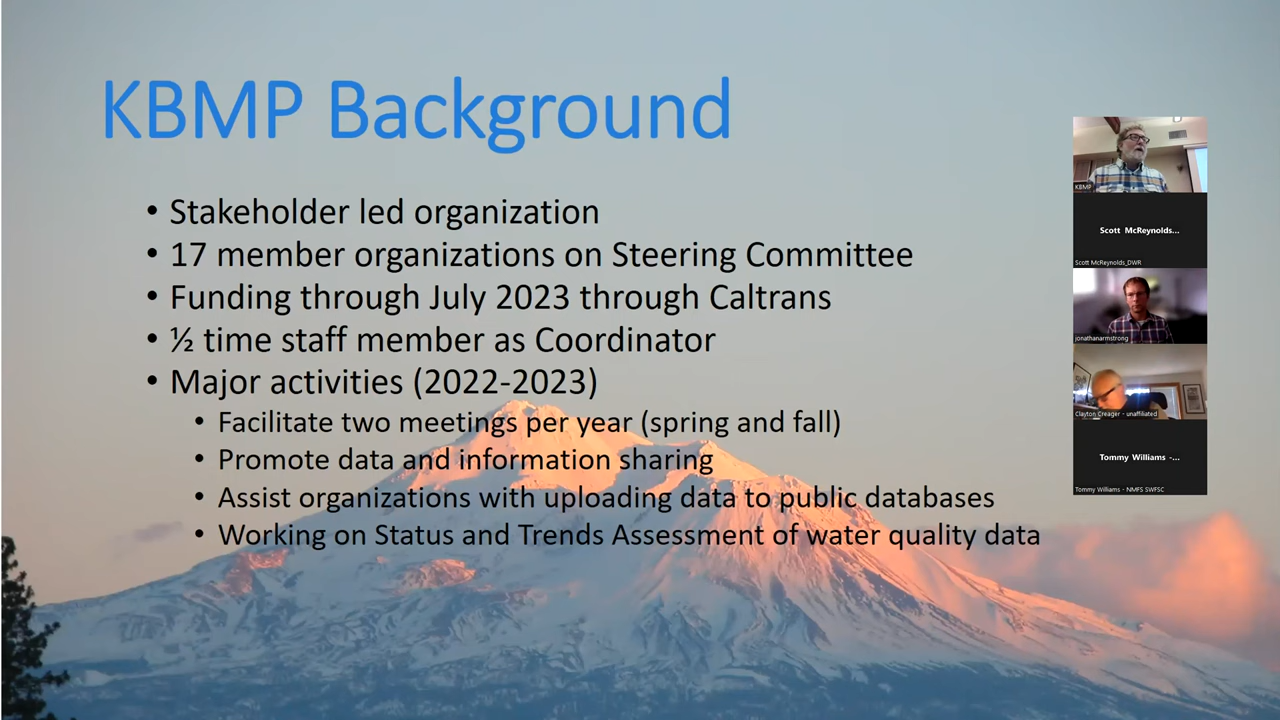 KBMP Background
• Stakeholder led organization
• 17 member organizations on Steering Committee
• Funding through July 2023 through Caltrans
• ½ time staff member as Coordinator
• Major activities (2022-2023)
• Facilitate two meetings per year (spring and fall)
• Promote data and information sharing
• Assist organizations with uploading data to public databases
• Working on Status and Trends Assessment of water quality data
KBMP
Scott McReynolds...
Scott McReynolds_DWR
jonathanarmstrong
Clayton Creager - unaffiliated
Tommy Williams -...
Tommy Williams - NMFS SWFSC